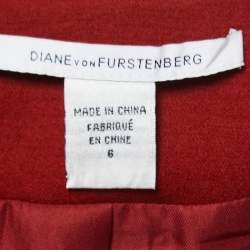 DIANE VON FURSTENBERG
MADE IN CHINA
FABRIQUÉ
EN CHINE
6